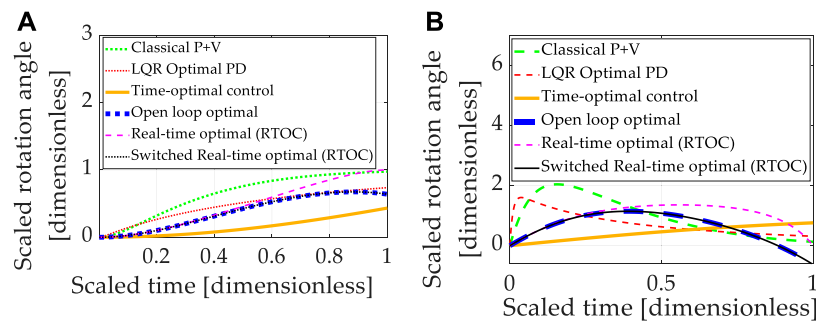 A
Scaled rotation angle
[dimensionless]
3
2
1
0
Classical P+V
LQR Optimal PD
Time-optimal control
Open loop optimal
Real-time optimal (RTOC)
Switched Real-time optimal (RTOC)
0.2
0.4
0.6
0.8
1
Scaled time [dimensionless]
B
Scaled rotation angle
[dimensionless]
6
4
2
0
Classical P+V
LQR Optimal PD
Time-optimal control
Open loop optimal
Real-time optimal (RTOC)
Switched Real-time optimal (RTOC)
0
0.5
1
Scaled time [dimensionless]